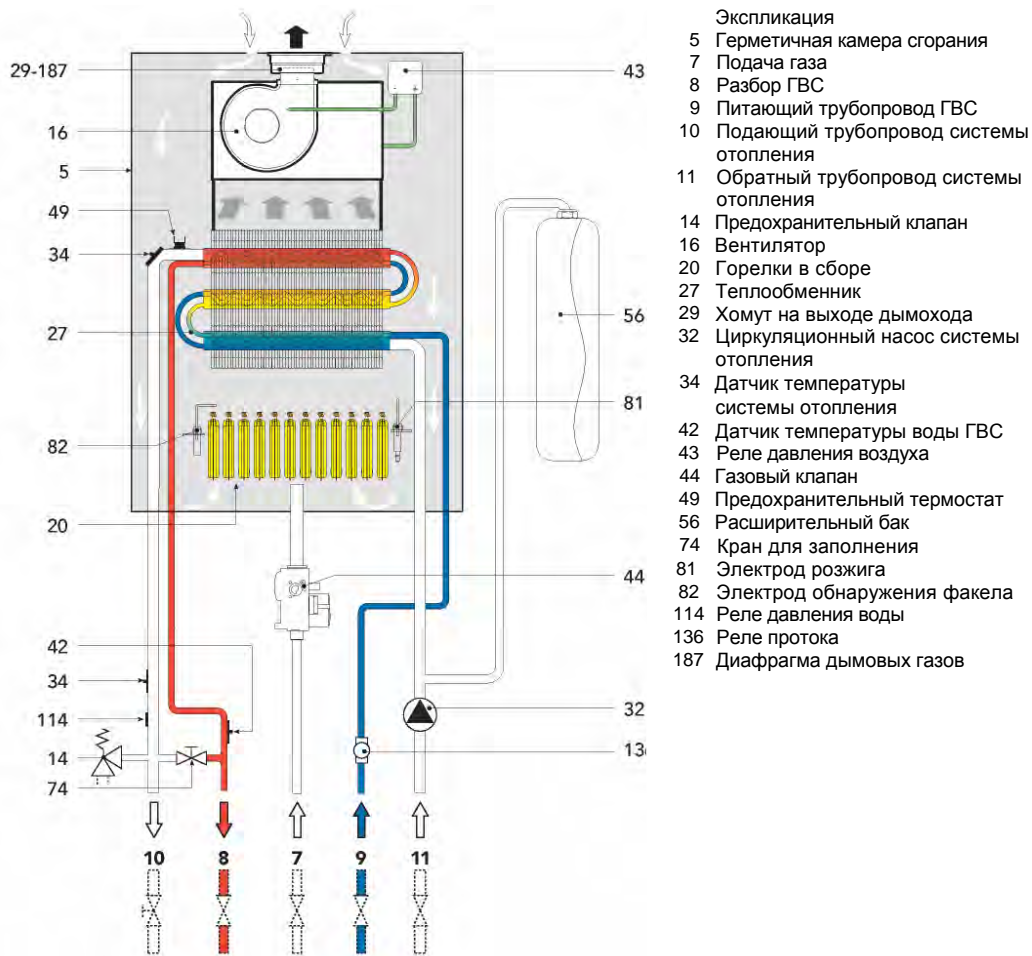 29-187
16
5
49
34
27
82
20
42
34
114
14
74
43
56
81
44
32
13
10
8
7
9
11
Экспликация
5 Герметичная камера сгорания
7 Подача газа
8 Разбор ГВС
9 Питающий трубопровод ГВС
10 Подающий трубопровод системы
отопления
11 Обратный трубопровод системы
отопления
14 Предохранительный клапан
16 Вентилятор
20 Горелки в сборе
27 Теплообменник
29 Хомут на выходе дымохода
32 Циркуляционный насос системы
отопления
34 Датчик температуры
системы отопления
42 Датчик температуры воды ГВС
43 Реле давления воздуха
44 Газовый клапан
49 Предохранительный термостат
56 Расширительный бак
74 Кран для заполнения
81 Электрод розжига
82 Электрод обнаружения факела
114 Реле давления воды
136 Реле протока
187 Диафрагма дымовых газов